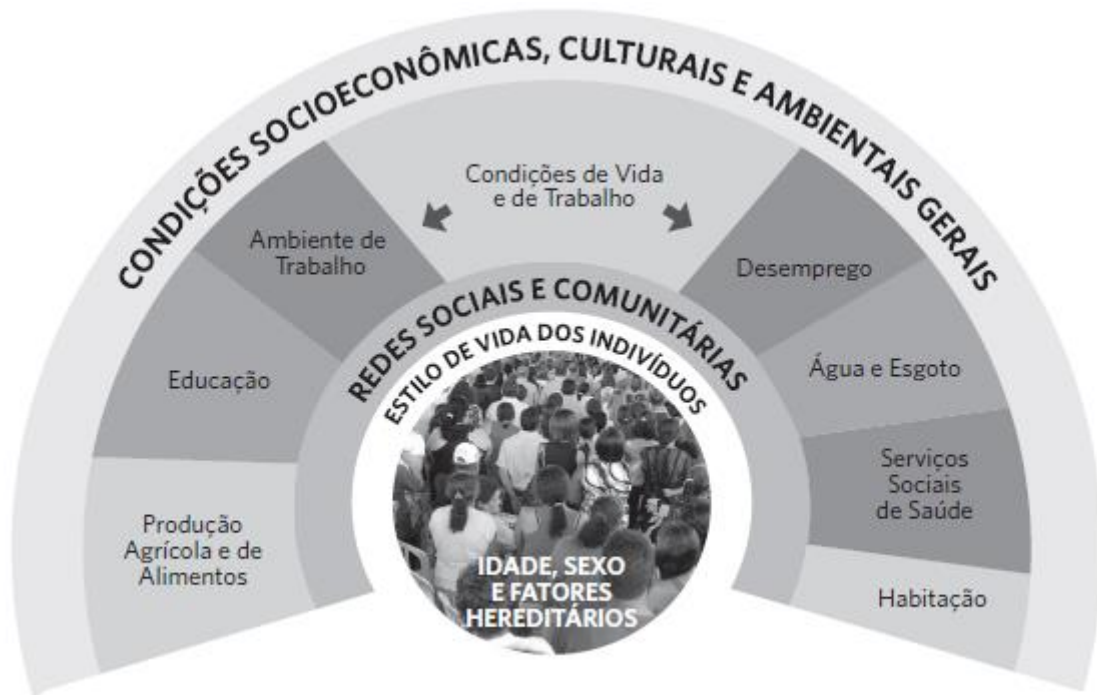 CONDIÇÕES SOCIOECONÔMICAS, CULTURAIS E AMBIENTAIS GERAIS
Condições de Vida
e de Trabalho
Ambiente de
Trabalho
Desemprego
Educação
Água e Esgoto
Produção
Agrícola e de
Alimentos
Serviços
Sociais
de Saúde
Habitação
REDES SOCIAIS E COMUNITÁRIAS
ESTILO DE VIDA DOS INDIVÍDUOS
IDADE, SEXO
E FATORES
HEREDITÁRIOS